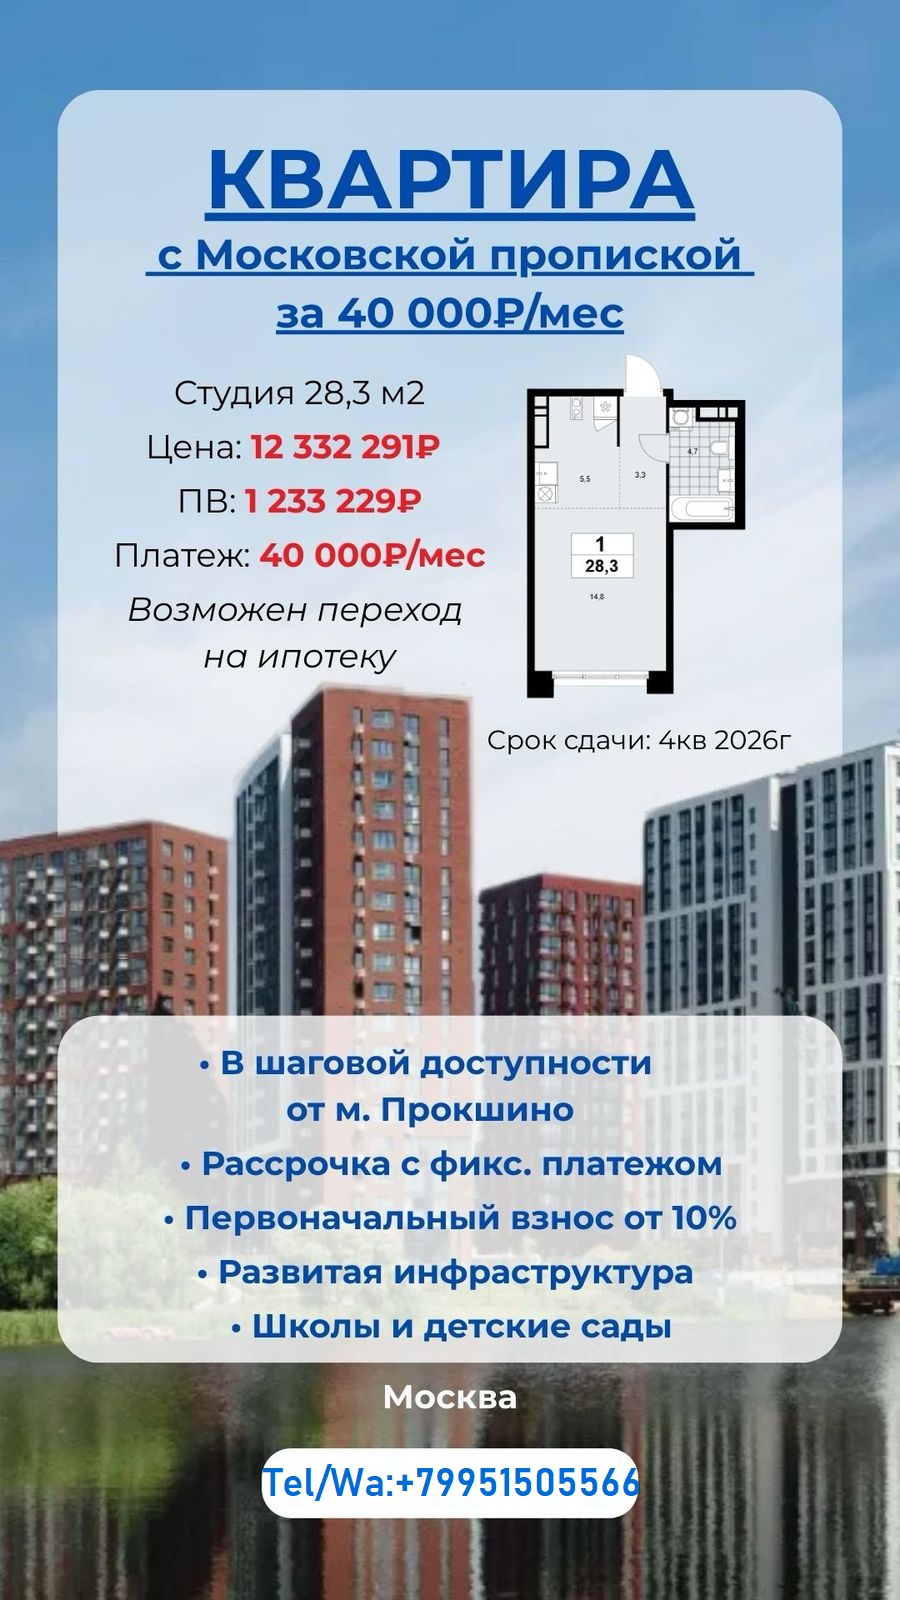 КВАРТИРА
с Московской пропиской
за 40 000₽/мес
Студия 28,3 м2
Цена: 12 332 291₽
ПВ: 1 233 229₽
Платеж: 40 000₽/мес
Возможен переход
на ипотеку
4,7
5,5
3,3
1
28,3
14,8
Срок сдачи: 4кв 2026г
• В шаговой доступности
от м. Прокшино
• Рассрочка с фикс. платежом
• Первоначальный взнос от 10%
• Развитая инфраструктура
• Школы и детские сады
Москва
Tel/Wa:+79951505566